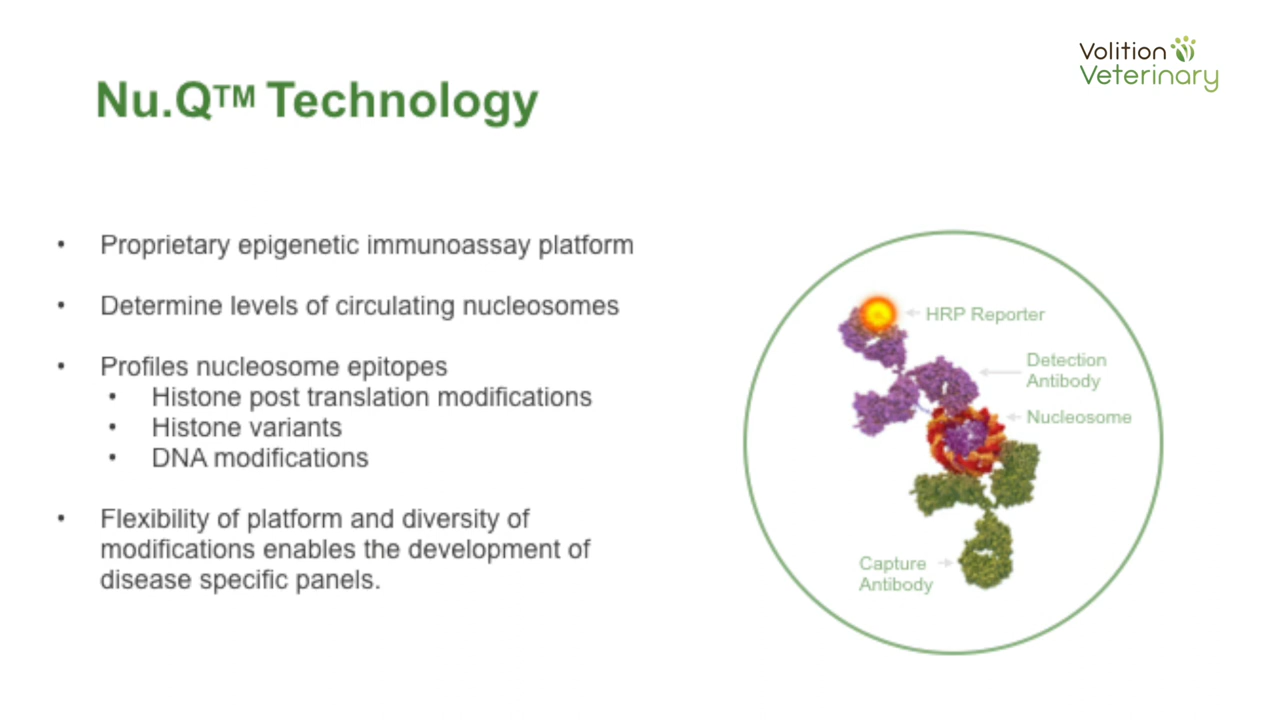 Volition
Veterinary
Nu.Q™ Technology
• Proprietary epigenetic immunoassay platform
• Determine levels of circulating nucleosomes
• Profiles nucleosome epitopes
• Histone post translation modifications
• Histone variants
• DNA modifications
• Flexibility of platform and diversity of
modifications enables the development of
disease specific panels.
HRP Reporter
Detection
Antibody
Nucleosome
Capture
Antibody